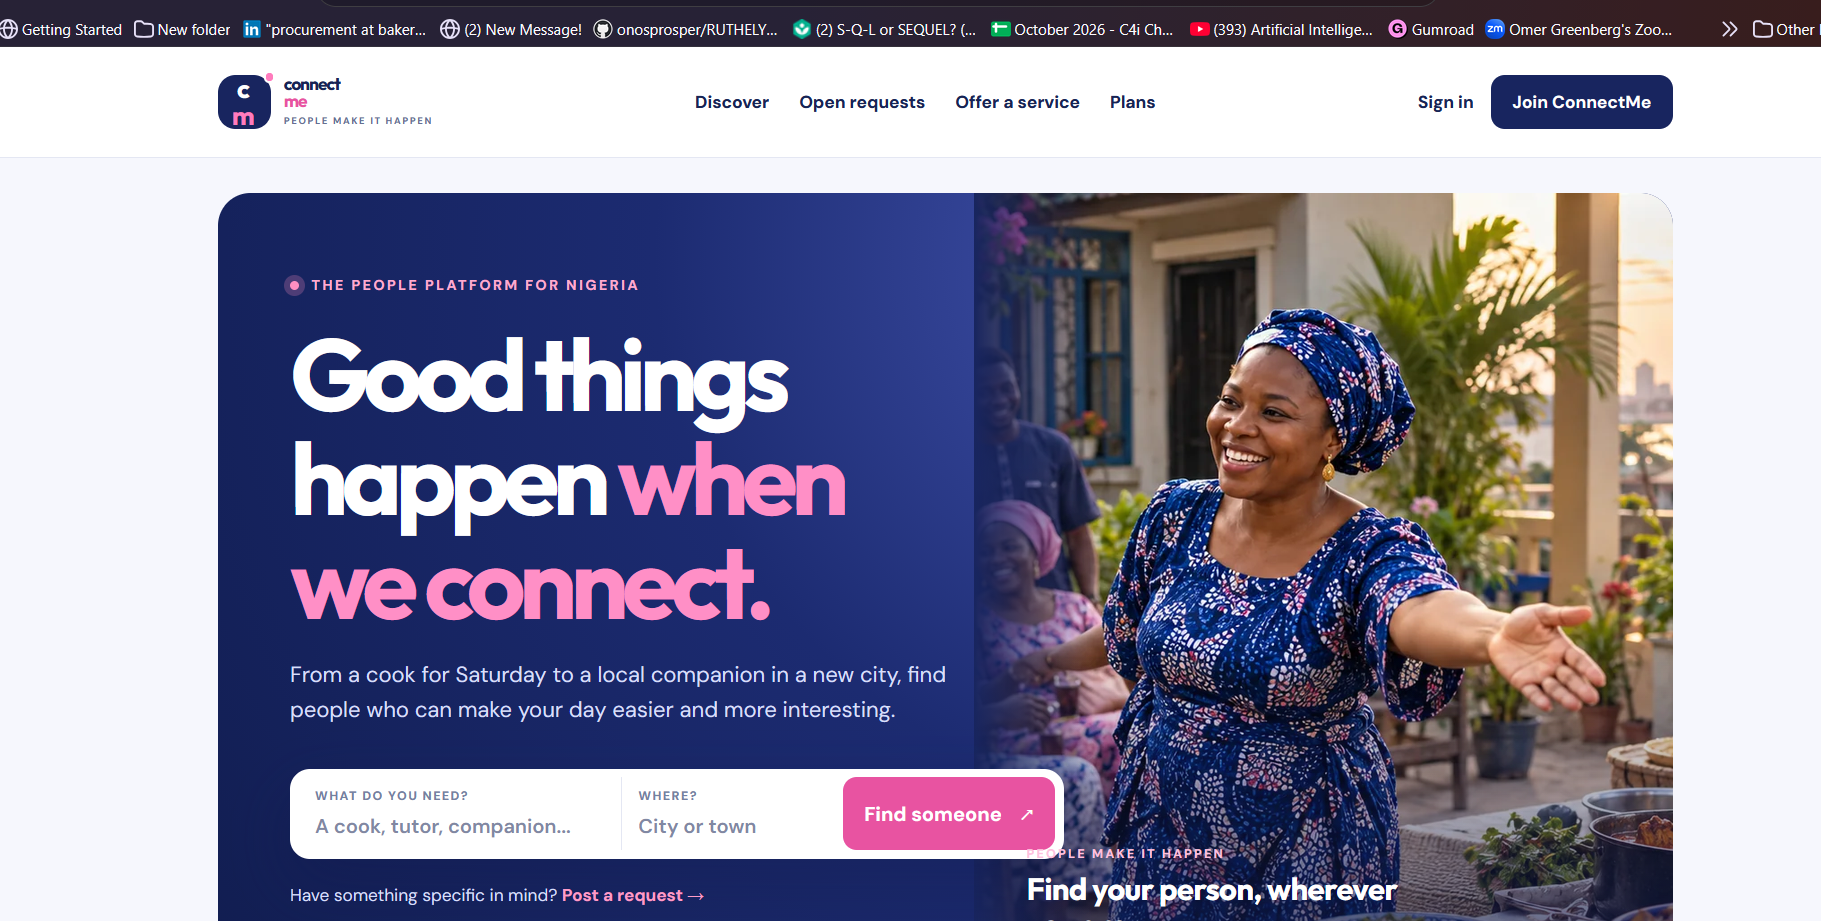 Getting Started
New folder
"procurement at baker...
(2) New Message!
onosprosper/RUTHELY...
(2) S-Q-L or SEQUEL? (...
October 2026 - C4i Ch...
(393) Artificial Intellige...
Gumroad
Omer Greenberg's Zoo...
Other
c
m
connect
me
PEOPLE MAKE IT HAPPEN
Discover
Open requests
Offer a service
Plans
Sign in
Join ConnectMe
THE PEOPLE PLATFORM FOR NIGERIA
Good things
happen when
we connect.
From a cook for Saturday to a local companion in a new city, find
people who can make your day easier and more interesting.
WHAT DO YOU NEED?
A cook, tutor, companion...
WHERE?
City or town
Find someone ↗
Have something specific in mind? Post a request →
PEOPLE MAKE IT HAPPEN
Find your person, wherever